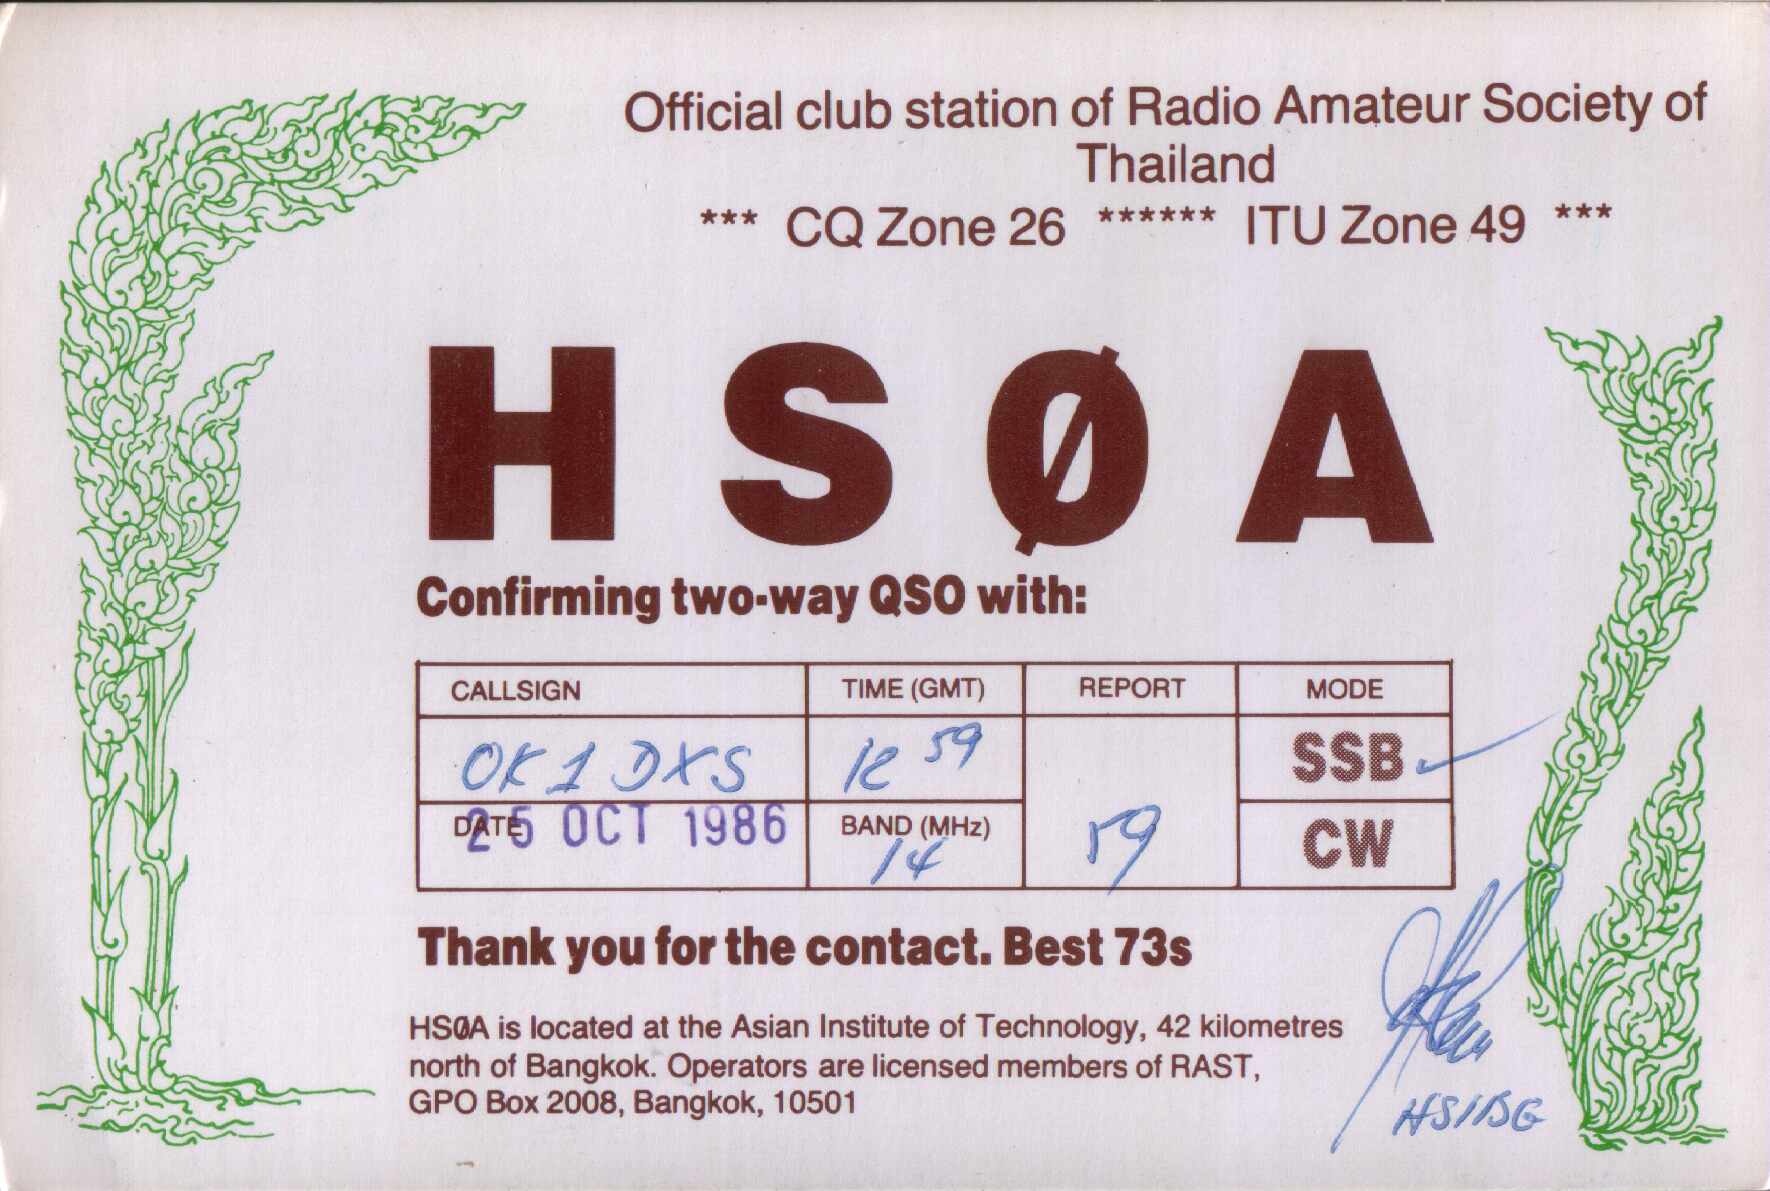 Official club station of Radio Amateur Society of
Thailand
*** CQ Zone 26 ****** ITU Zone 49 ***
HSØA
Confirming two-way QSO with:
CALLSIGN TIME (GMT) REPORT MODE
OK1DXS 12 59 SSB
DATE 25 OCT 1986 BAND (MHz) 14 59 CW
Thank you for the contact. Best 73s
HSØA is located at the Asian Institute of Technology, 42 kilometres
north of Bangkok. Operators are licensed members of RAST,
GPO Box 2008, Bangkok, 10501
HS1BG